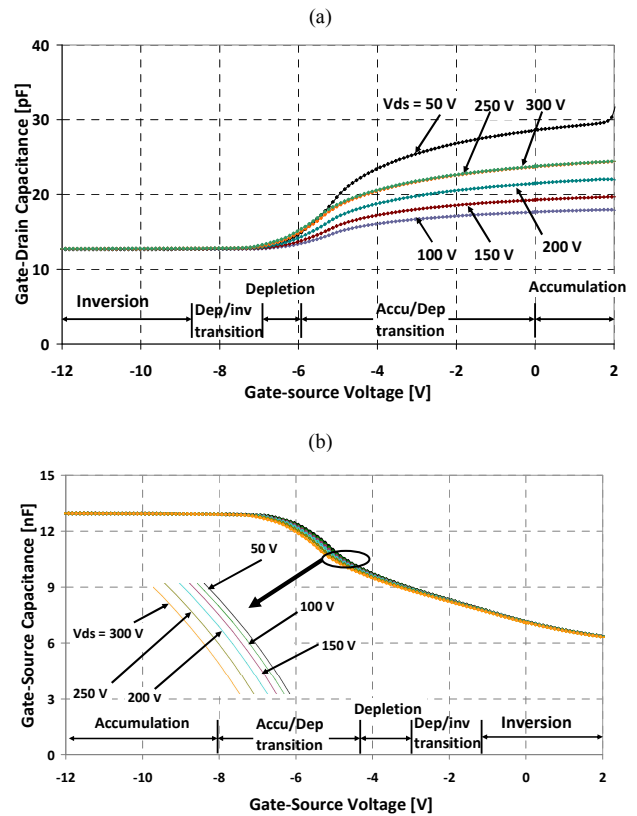 (a)
Gate-Drain Capacitance [pF]
40
30
20
10
0
Vds = 50 V
250 V
300 V
200 V
150 V
100 V
Inversion
Dep/inv
transition
Depletion
Accu/Dep
transition
Accumulation
-12
-10
-8
-6
-4
-2
0
2
Gate-source Voltage [V]
(b)
Gate-Source Capacitance [nF]
15
12
9
6
3
0
50 V
100 V
150 V
Vds = 300 V
250 V
200 V
Accumulation
Accu/Dep
transition
Depletion
Dep/inv
transition
Inversion
-12
-10
-8
-6
-4
-2
0
2
Gate-Source Voltage [V]